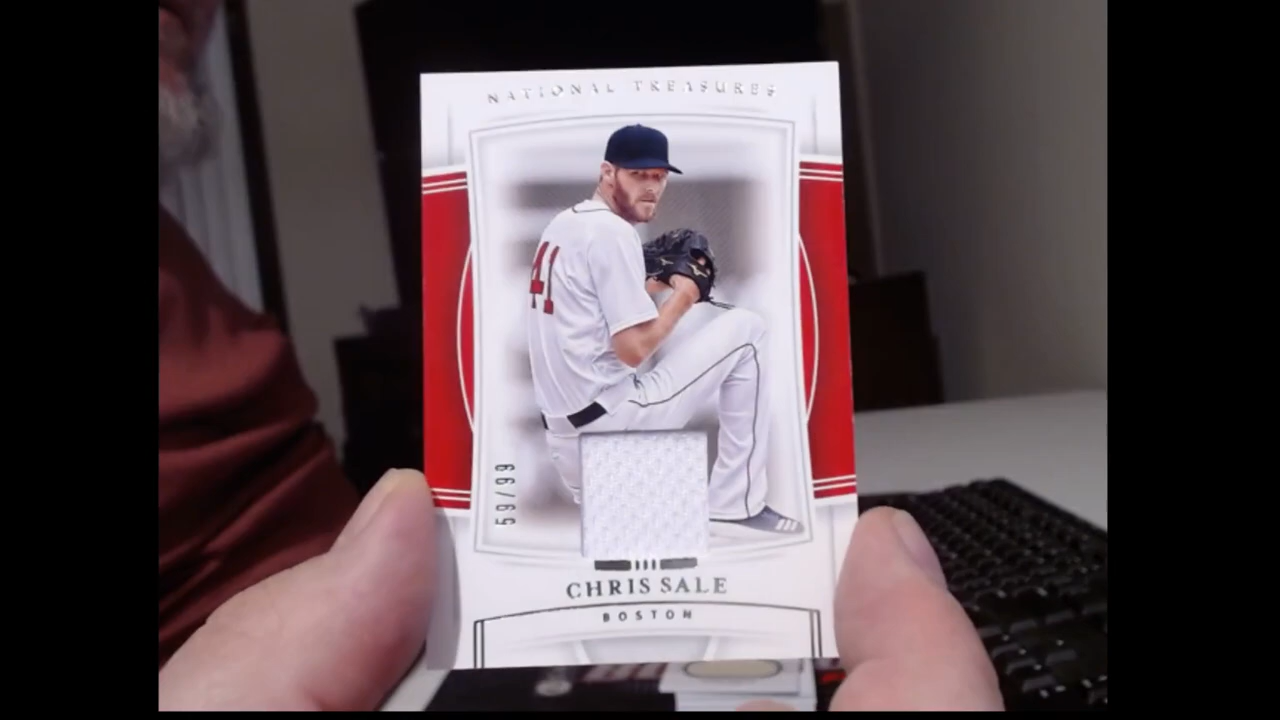 NATIONAL TREASURES
41
59/99
CHRIS SALE
BOSTON